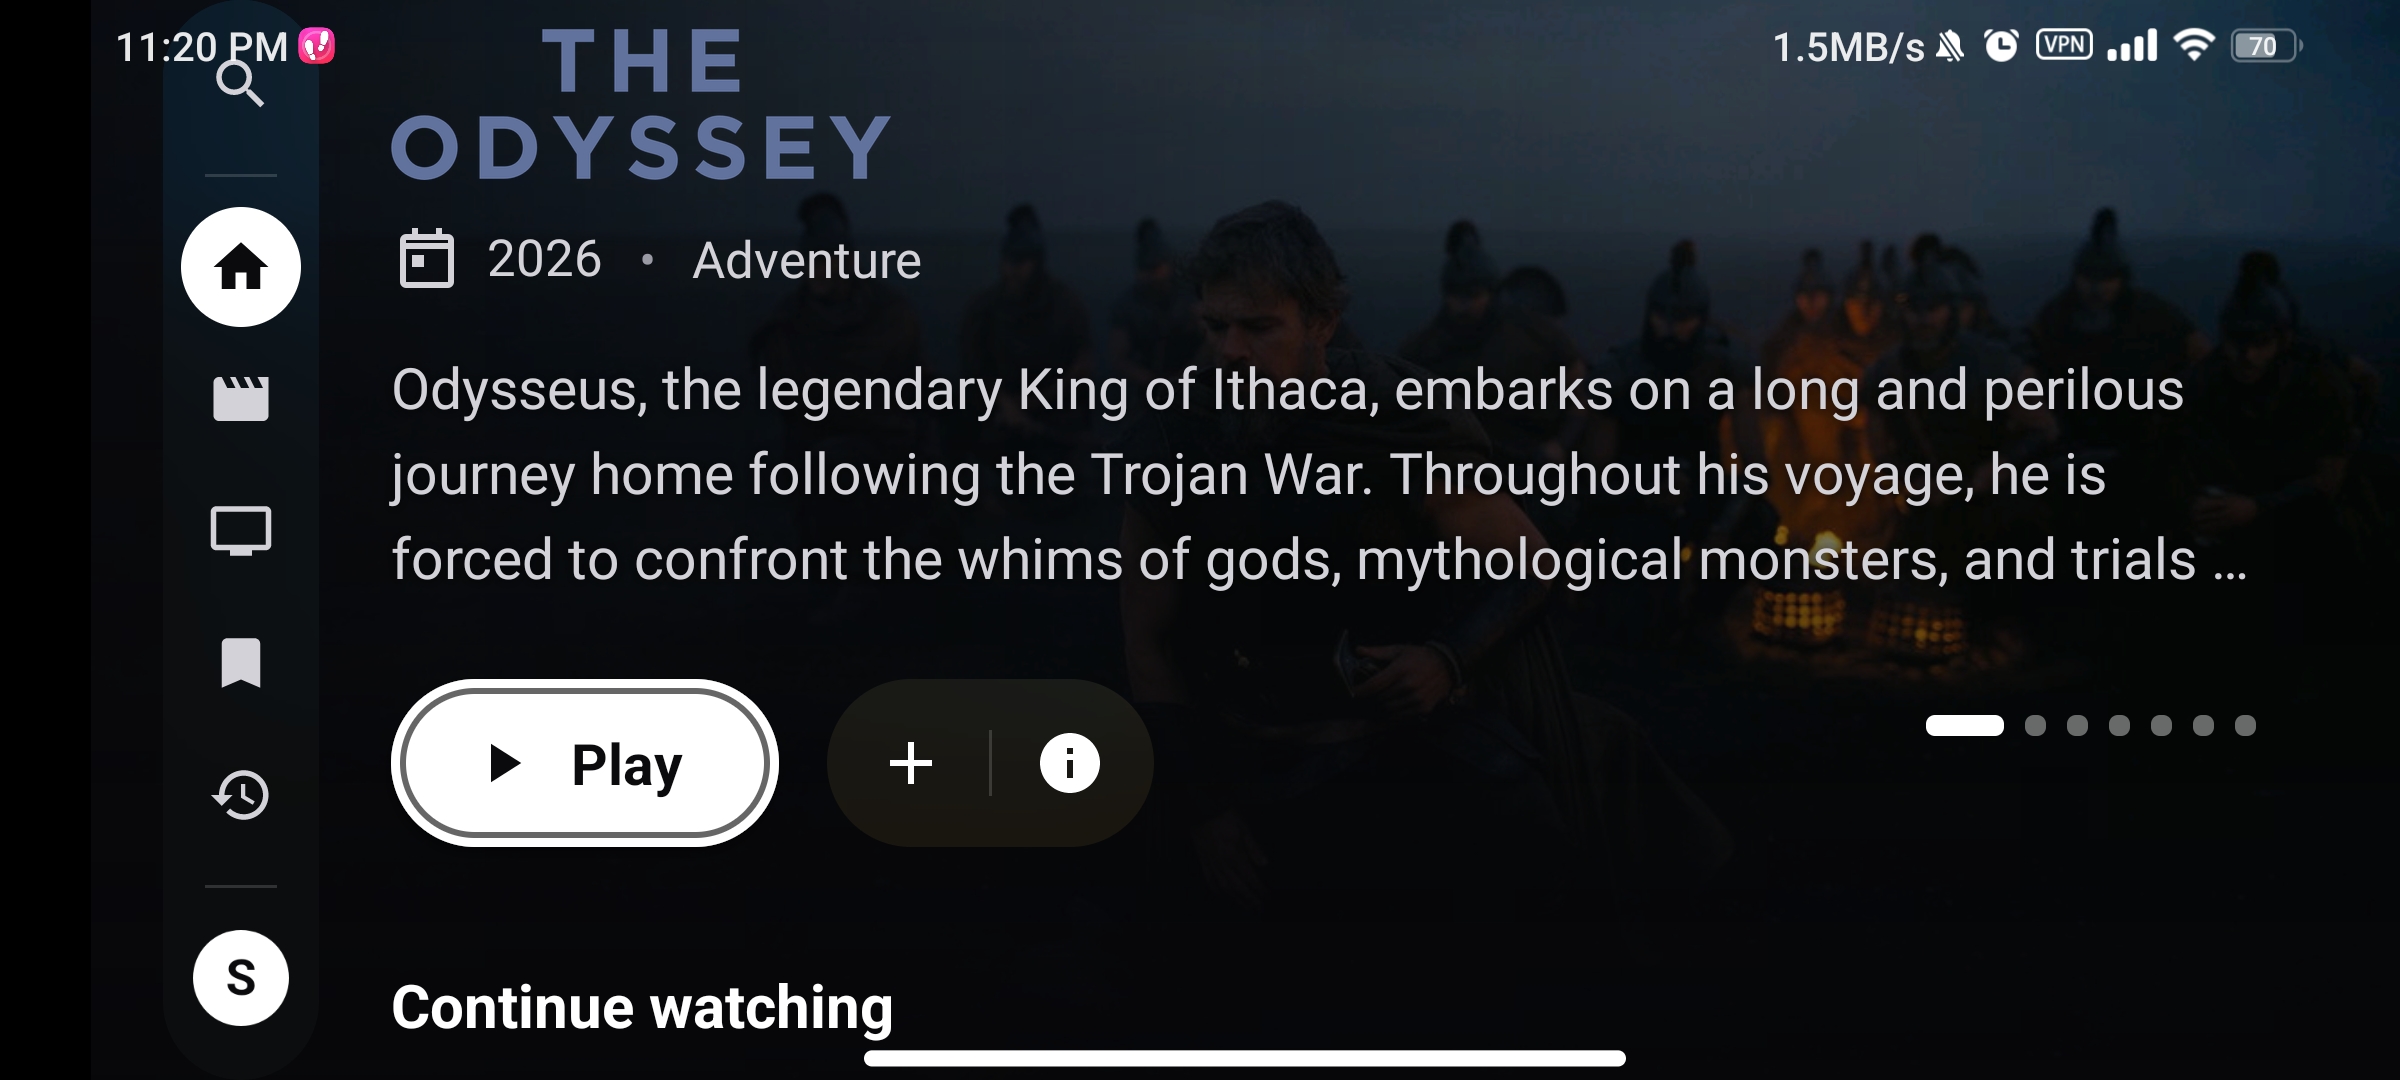 11:20 PM
1.5MB/s
VPN
70
THE
ODYSSEY
2026 • Adventure
Odysseus, the legendary King of Ithaca, embarks on a long and perilous
journey home following the Trojan War. Throughout his voyage, he is
forced to confront the whims of gods, mythological monsters, and trials ...
Play
S
Continue watching